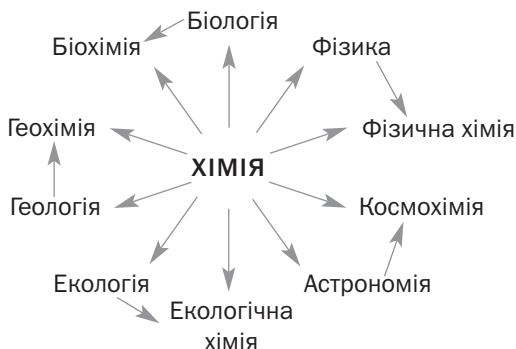 Біологія
Біохімія
Фізика
Геохімія
Фізична хімія
ХІМІЯ
Геологія
Космохімія
Екологія
Астрономія
Екологічна
хімія